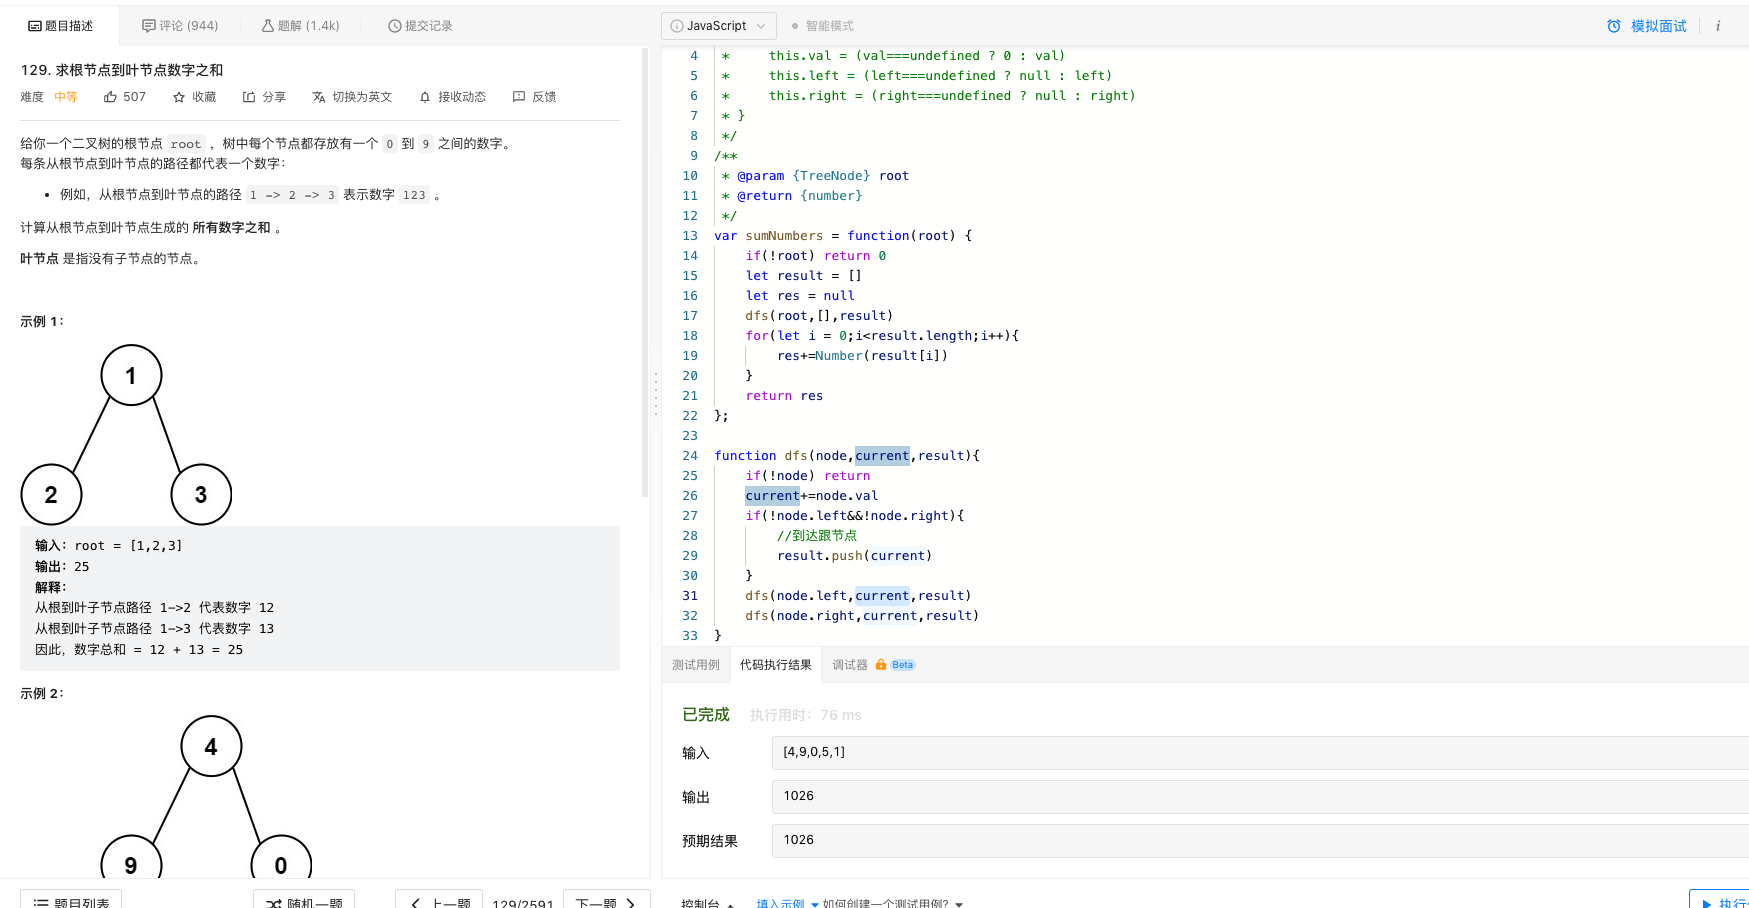 题目描述
评论 (944)
题解 (1.4k)
提交记录
129. 求根节点到叶节点数字之和
难度 中等 507 收藏 分享 切换为英文 接收动态 反馈
给你一个二叉树的根节点 root ，树中每个节点都存放有一个 0 到 9 之间的数字。
每条从根节点到叶节点的路径都代表一个数字：
• 例如，从根节点到叶节点的路径 1 -> 2 -> 3 表示数字 123 。
计算从根节点到叶节点生成的 所有数字之和 。
叶节点 是指没有子节点的节点。
示例 1：
1
2 3
输入：root = [1,2,3]
输出：25
解释：
从根到叶子节点路径 1->2 代表数字 12
从根到叶子节点路径 1->3 代表数字 13
因此，数字总和 = 12 + 13 = 25
示例 2：
4
9 0
题目列表
随机一题
上一题
129/2591
下一题
JavaScript
智能模式
模拟面试
i
4 *     this.val = (val===undefined ? 0 : val)
5 *     this.left = (left===undefined ? null : left)
6 *     this.right = (right===undefined ? null : right)
7 * }
8 */
9 /**
10 * @param {TreeNode} root
11 * @return {number}
12 */
13 var sumNumbers = function(root) {
14     if(!root) return 0
15     let result = []
16     let res = null
17     dfs(root,[],result)
18     for(let i = 0;i<result.length;i++){
19         res+=Number(result[i])
20     }
21     return res
22 };
23
24 function dfs(node,current,result){
25     if(!node) return
26     current+=node.val
27     if(!node.left&&!node.right){
28         //到达跟节点
29         result.push(current)
30     }
31     dfs(node.left,current,result)
32     dfs(node.right,current,result)
33 }
测试用例
代码执行结果
调试器 Beta
已完成 执行用时：76 ms
输入 [4,9,0,5,1]
输出 1026
预期结果 1026
控制台
填入示例
如何创建一个测试用例?
执行